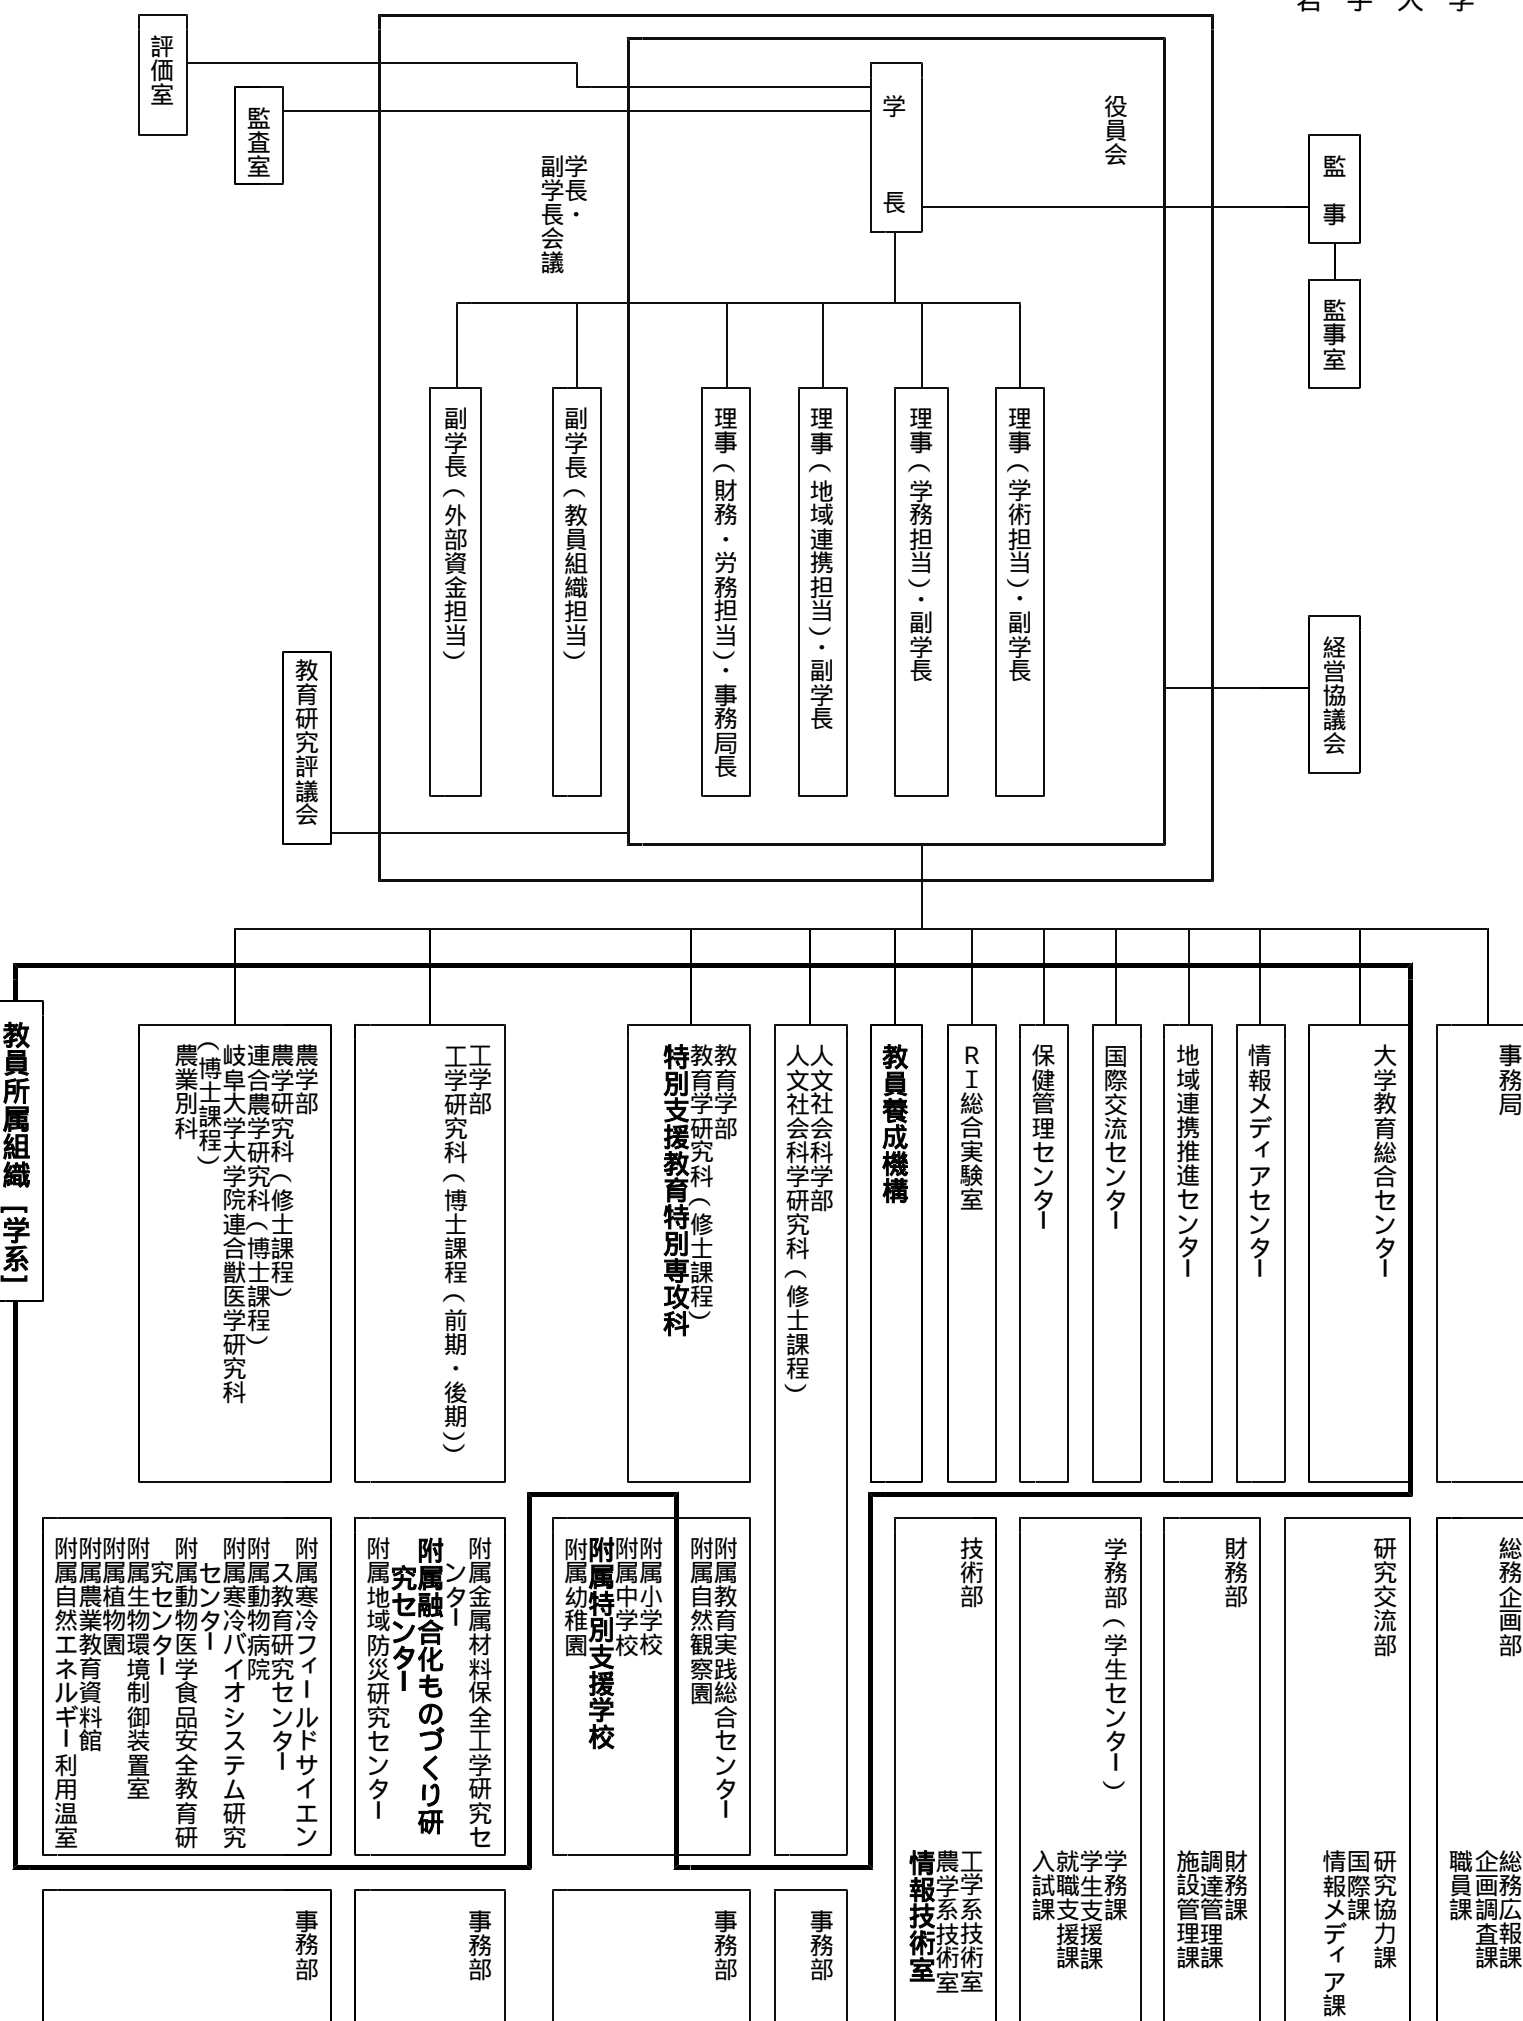 岩手大学
役員会
学長
監事
監事室
評価室
監査室
学長・
副学長会議
理事(学術担当)・副学長
理事(学務担当)・副学長
理事(地域連携担当)・副学長
理事(財務・労務担当)・事務局長
副学長(教員組織担当)
副学長(外部資金担当)
経営協議会
教育研究評議会
事務局
大学教育総合センター
情報メディアセンター
地域連携推進センター
国際交流センター
保健管理センター
RI総合実験室
教員養成機構
人文社会科学部
人文社会科学研究科(修士課程)
教育学部
教育学研究科(修士課程)
特別支援教育特別専攻科
工学部
工学研究科(博士課程(前期・後期))
農学部
農学研究科(修士課程)
連合農学研究科(博士課程)
岐阜大学大学院連合獣医学研究科
(博士課程)
農業別科
教員所属組織[学系]
総務企画部
総務広報課
企画調査課
職員課
研究交流部
研究協力課
国際課
情報メディア課
財務部
財務課
調達管理課
施設管理課
学務部(学生センター)
学務課
学生支援課
就職支援課
入試課
技術部
工学系技術室
農学系技術室
情報技術室
附属教育実践総合センター
附属自然観察園
附属小学校
附属中学校
附属特別支援学校
附属幼稚園
附属金属材料保全工学研究セ
ンター
附属融合化ものづくり研
究センター
附属地域防災研究センター
附属寒冷フィールドサイエン
ス教育研究センター
附属動物病院
附属寒冷バイオシステム研究
センター
附属動物医学食品安全教育研
究センター
附属生物環境制御装置室
附属植物園
附属農業教育資料館
附属自然エネルギー利用温室
事務部
事務部
事務部
事務部